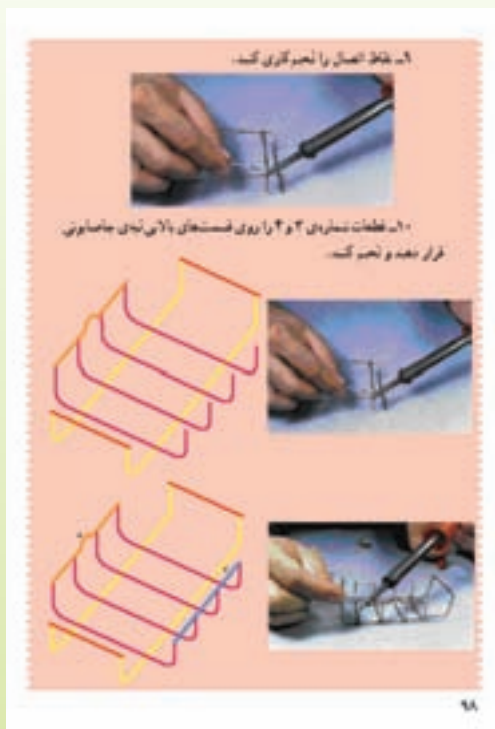 ۹ــ نقاط اتصال را لحیم‌کاری کنید.
۱۰ــ قطعات شماره‌ی ۳ و ۴ را روی قسمت‌های بالایی تنه‌ی جاصابونی
قرار دهید و لحیم کنید.
۹۸